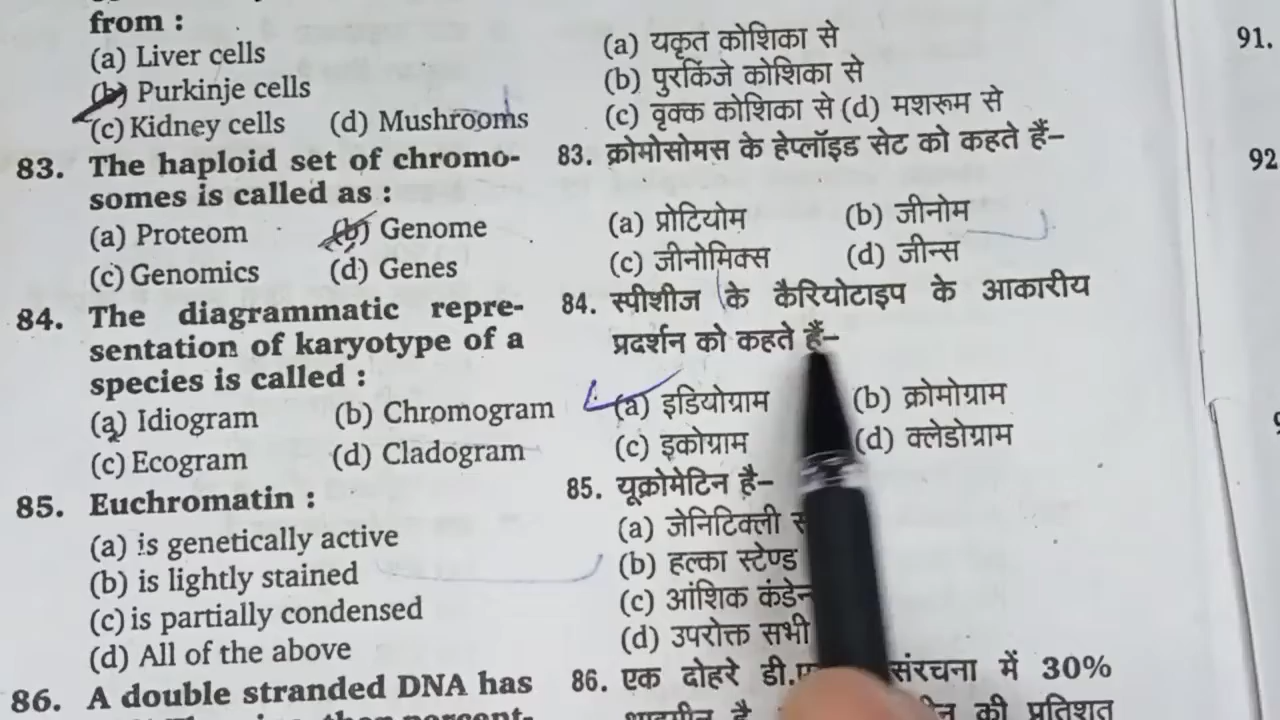 from :
(a) Liver cells
(b) Purkinje cells
(c) Kidney cells (d) Mushrooms
83. The haploid set of chromo-
somes is called as :
(a) Proteom (b) Genome
(c) Genomics (d) Genes
84. The diagrammatic repre-
sentation of karyotype of a
species is called :
(a) Idiogram (b) Chromogram
(c) Ecogram (d) Cladogram
85. Euchromatin :
(a) is genetically active
(b) is lightly stained
(c) is partially condensed
(d) All of the above
86. A double stranded DNA has
(a) यकृत कोशिका से
(b) पुरकिंजे कोशिका से
(c) वृक्क कोशिका से (d) मशरूम से
83. क्रोमोसोमस के हेप्लॉइड सेट को कहते हैं–
(a) प्रोटियोम (b) जीनोम
(c) जीनोमिक्स (d) जीन्स
84. स्पीशीज के कैरियोटाइप के आकारीय
प्रदर्शन को कहते हैं–
(a) इडियोग्राम (b) क्रोमोग्राम
(c) इकोग्राम (d) क्लेडोग्राम
85. यूक्रोमेटिन है–
(a) जेनिटिक्ली
(b) हल्का स्टेण्ड
(c) आंशिक
(d) उपरोक्त सभी
86. एक दोहरे संरचना में 30%
की प्रतिशत
91.
92